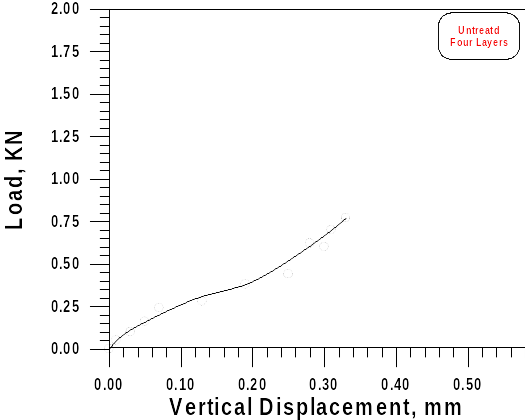 2.00
Untreatd
Four Layers
1.75
1.50
1.25
1.00
0.75
0.50
0.25
0.00
Load, KN
0.00 0.10 0.20 0.30 0.40 0.50
Vertical Displacement, mm